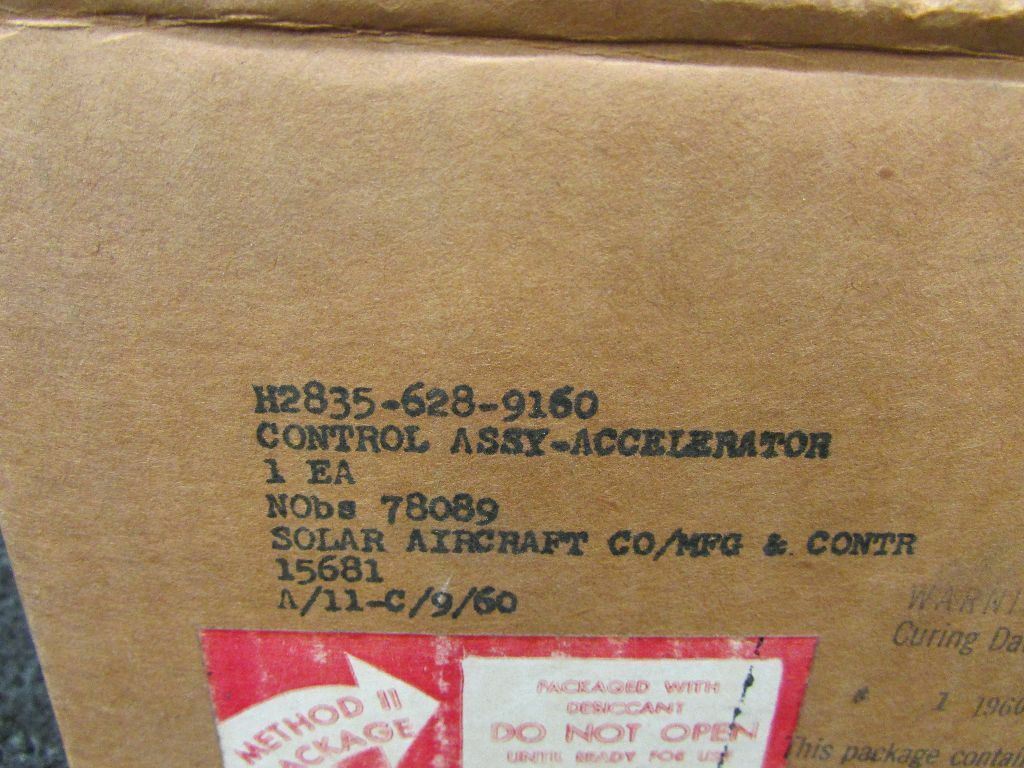 H2835-628-9160
CONTROL ASSY-ACCELERATOR
1 EA
NObs 78089
SOLAR AIRCRAFT CO/MFG & CONTR
15681
A/11-C/9/60
METHOD II
PACKAGE
PACKAGED WITH
DESICCANT
DO NOT OPEN
UNTIL READY FOR USE
WARNI
Curing Da
1 1960
This package contai